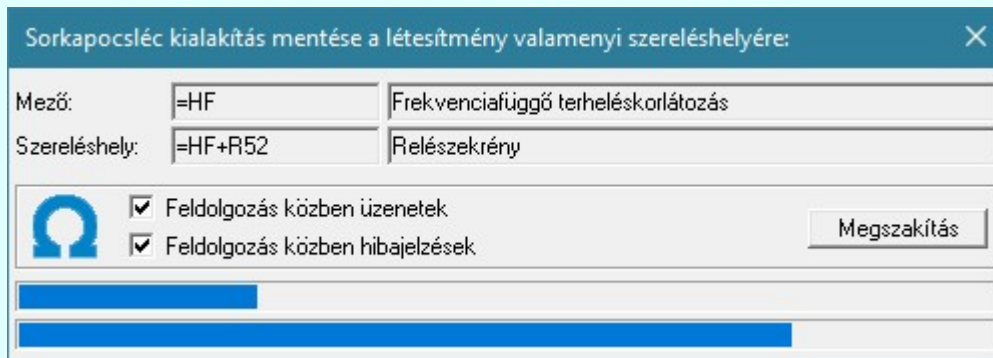 Sorkapocsléc kialakítás mentése a létesítmény valamenyi szereléshelyére:
Mező: =HF Frekvenciafüggő terheléskorlátozás
Szereléshely: =HF+R52 Relészekrény
Feldolgozás közben üzenetek
Megszakítás
Feldolgozás közben hibajelzések